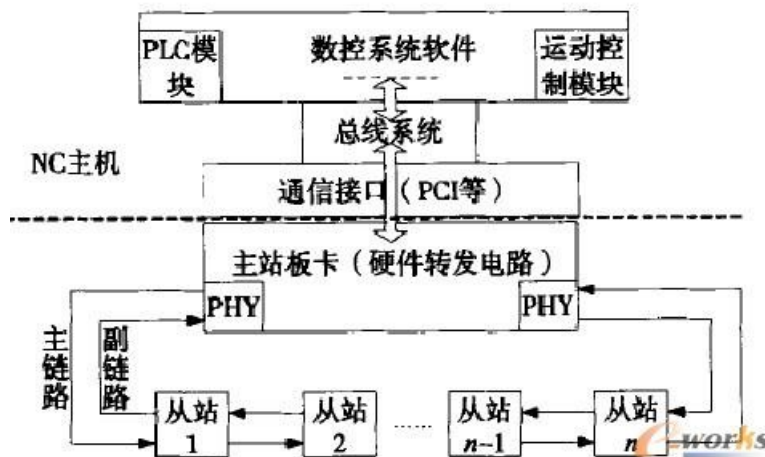 PLC模
块
数控系统软件
运动控
制模块
总线系统
NC主机
通信接口（PCI等）
主站板卡（硬件转发电路）
PHY
PHY
主链路
副链路
从站
1
从站
2
……
从站
n-1
从站
n
e-works